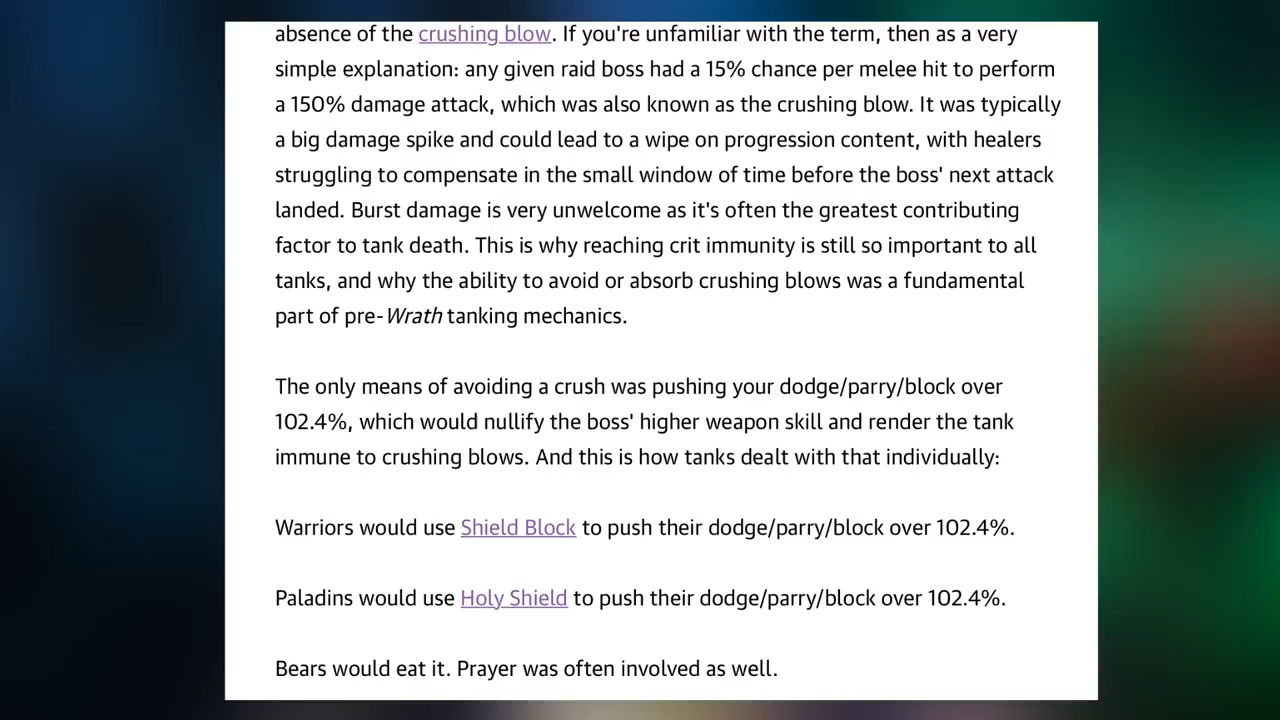 absence of the crushing blow. If you're unfamiliar with the term, then as a very
simple explanation: any given raid boss had a 15% chance per melee hit to perform
a 150% damage attack, which was also known as the crushing blow. It was typically
a big damage spike and could lead to a wipe on progression content, with healers
struggling to compensate in the small window of time before the boss' next attack
landed. Burst damage is very unwelcome as it's often the greatest contributing
factor to tank death. This is why reaching crit immunity is still so important to all
tanks, and why the ability to avoid or absorb crushing blows was a fundamental
part of pre-Wrath tanking mechanics.
The only means of avoiding a crush was pushing your dodge/parry/block over
102.4%, which would nullify the boss' higher weapon skill and render the tank
immune to crushing blows. And this is how tanks dealt with that individually:
Warriors would use Shield Block to push their dodge/parry/block over 102.4%.
Paladins would use Holy Shield to push their dodge/parry/block over 102.4%.
Bears would eat it. Prayer was often involved as well.